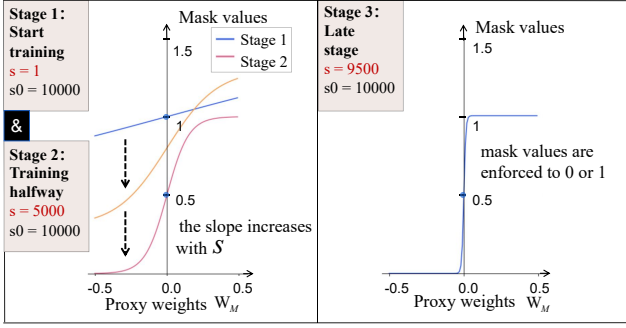 Stage 1:
Start
training
s = 1
s0 = 10000
&
Stage 2:
Training
halfway
s = 5000
s0 = 10000
Mask values
Stage 1
Stage 2
1.5
1
0.5
the slope increases
with S
-0.5
0.0
0.5
Proxy weights W_M
Stage 3:
Late
stage
s = 9500
s0 = 10000
Mask values
1.5
1
mask values are
enforced to 0 or 1
0.5
-0.5
0.0
0.5
Proxy weights W_M